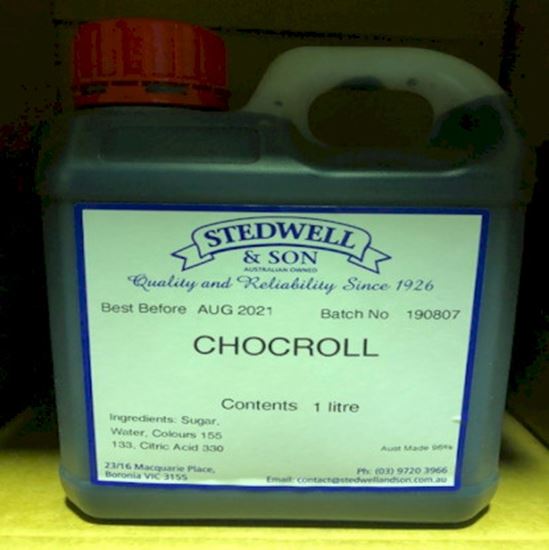 STEDWELL
& SON
AUSTRALIAN OWNED
Quality and Reliability Since 1926
Best Before AUG 2021 Batch No 190807
CHOCROLL
Contents 1 litre
Ingredients: Sugar,
Water, Colours 155
133, Citric Acid 330
Aust Made 98%
23/16 Macquarie Place, Ph: (03) 9720 3966
Boronia VIC 3155 Email: contact@stedwellandson.com.au